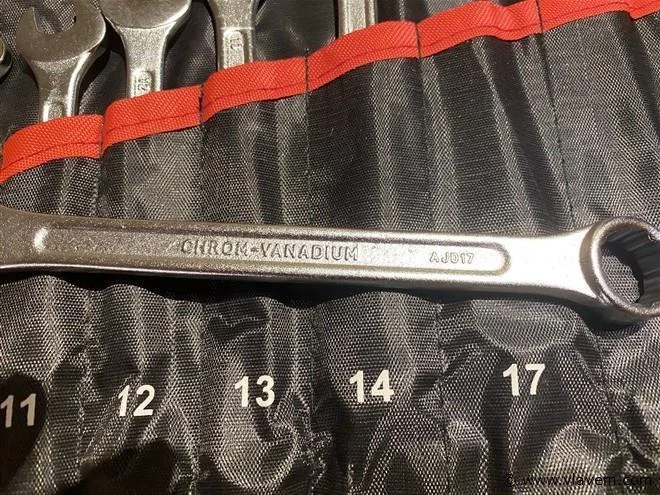 CHROM-VANADIUM AJD17
11 12 13 14 17
© www.vlavem.com